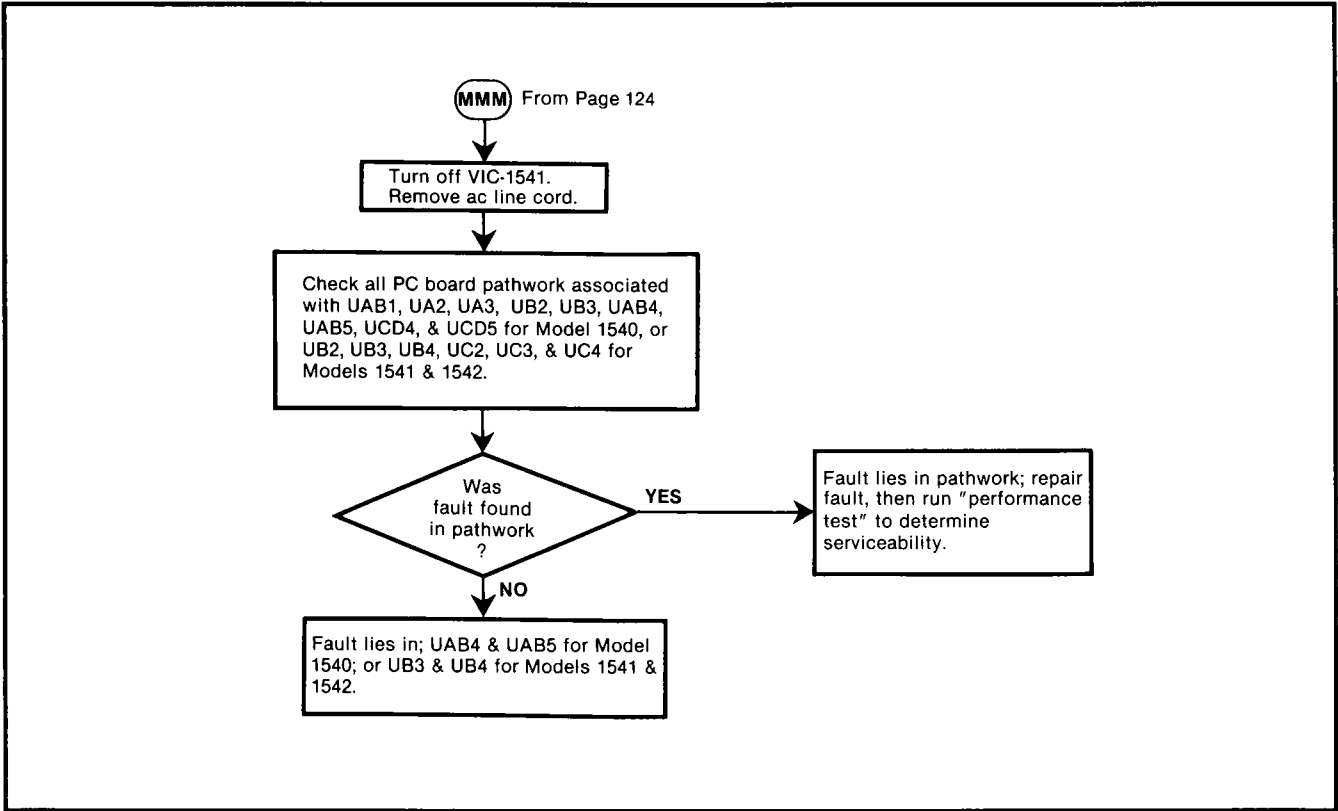 MMM From Page 124
Turn off VIC-1541.
Remove ac line cord.
Check all PC board pathwork associated
with UAB1, UA2, UA3, UB2, UB3, UAB4,
UAB5, UCD4, & UCD5 for Model 1540, or
UB2, UB3, UB4, UC2, UC3, & UC4 for
Models 1541 & 1542.
Was
fault found
in pathwork
?
YES
Fault lies in pathwork; repair
fault, then run "performance
test" to determine
serviceability.
NO
Fault lies in; UAB4 & UAB5 for Model
1540; or UB3 & UB4 for Models 1541 &
1542.